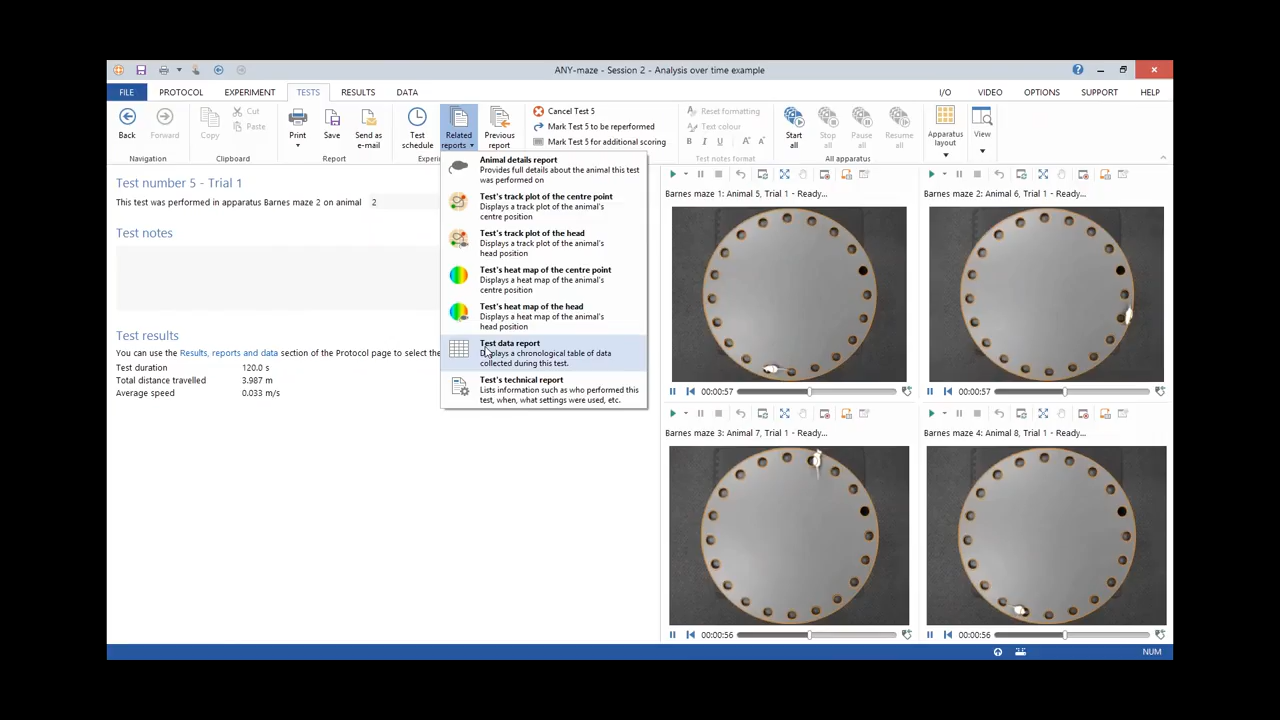 ANY-maze - Session 2 - Analysis over time example
FILE PROTOCOL EXPERIMENT TESTS RESULTS DATA I/O VIDEO OPTIONS SUPPORT HELP
Back
Forward
Navigation
Copy
Cut
Paste
Clipboard
Print
Save
Send as
e-mail
Report
Test
schedule
Related
reports
Previous
report
Experi
Cancel Test 5
Mark Test 5 to be reperformed
Mark Test 5 for additional scoring
Reset formatting
Text colour
B I U A A
Test notes format
Start
all
Stop
all
Pause
all
Resume
all
All apparatus
Apparatus
layout
View
Test number 5 - Trial 1
This test was performed in apparatus Barnes maze 2 on animal 2
Test notes
Test results
You can use the Results, reports and data section of the Protocol page to select the
Test duration 120.0 s
Total distance travelled 3.987 m
Average speed 0.033 m/s
Animal details report
Provides full details about the animal this test
was performed on
Test's track plot of the centre point
Displays a track plot of the animal's
centre position
Test's track plot of the head
Displays a track plot of the animal's
head position
Test's heat map of the centre point
Displays a heat map of the animal's
centre position
Test's heat map of the head
Displays a heat map of the animal's
head position
Test data report
Displays a chronological table of data
collected during this test.
Test's technical report
Lists information such as who performed this
test, when, what settings were used, etc.
Barnes maze 1: Animal 5, Trial 1 - Ready...
00:00:57
Barnes maze 2: Animal 6, Trial 1 - Ready...
00:00:57
Barnes maze 3: Animal 7, Trial 1 - Ready...
00:00:56
Barnes maze 4: Animal 8, Trial 1 - Ready...
00:00:56
NUM